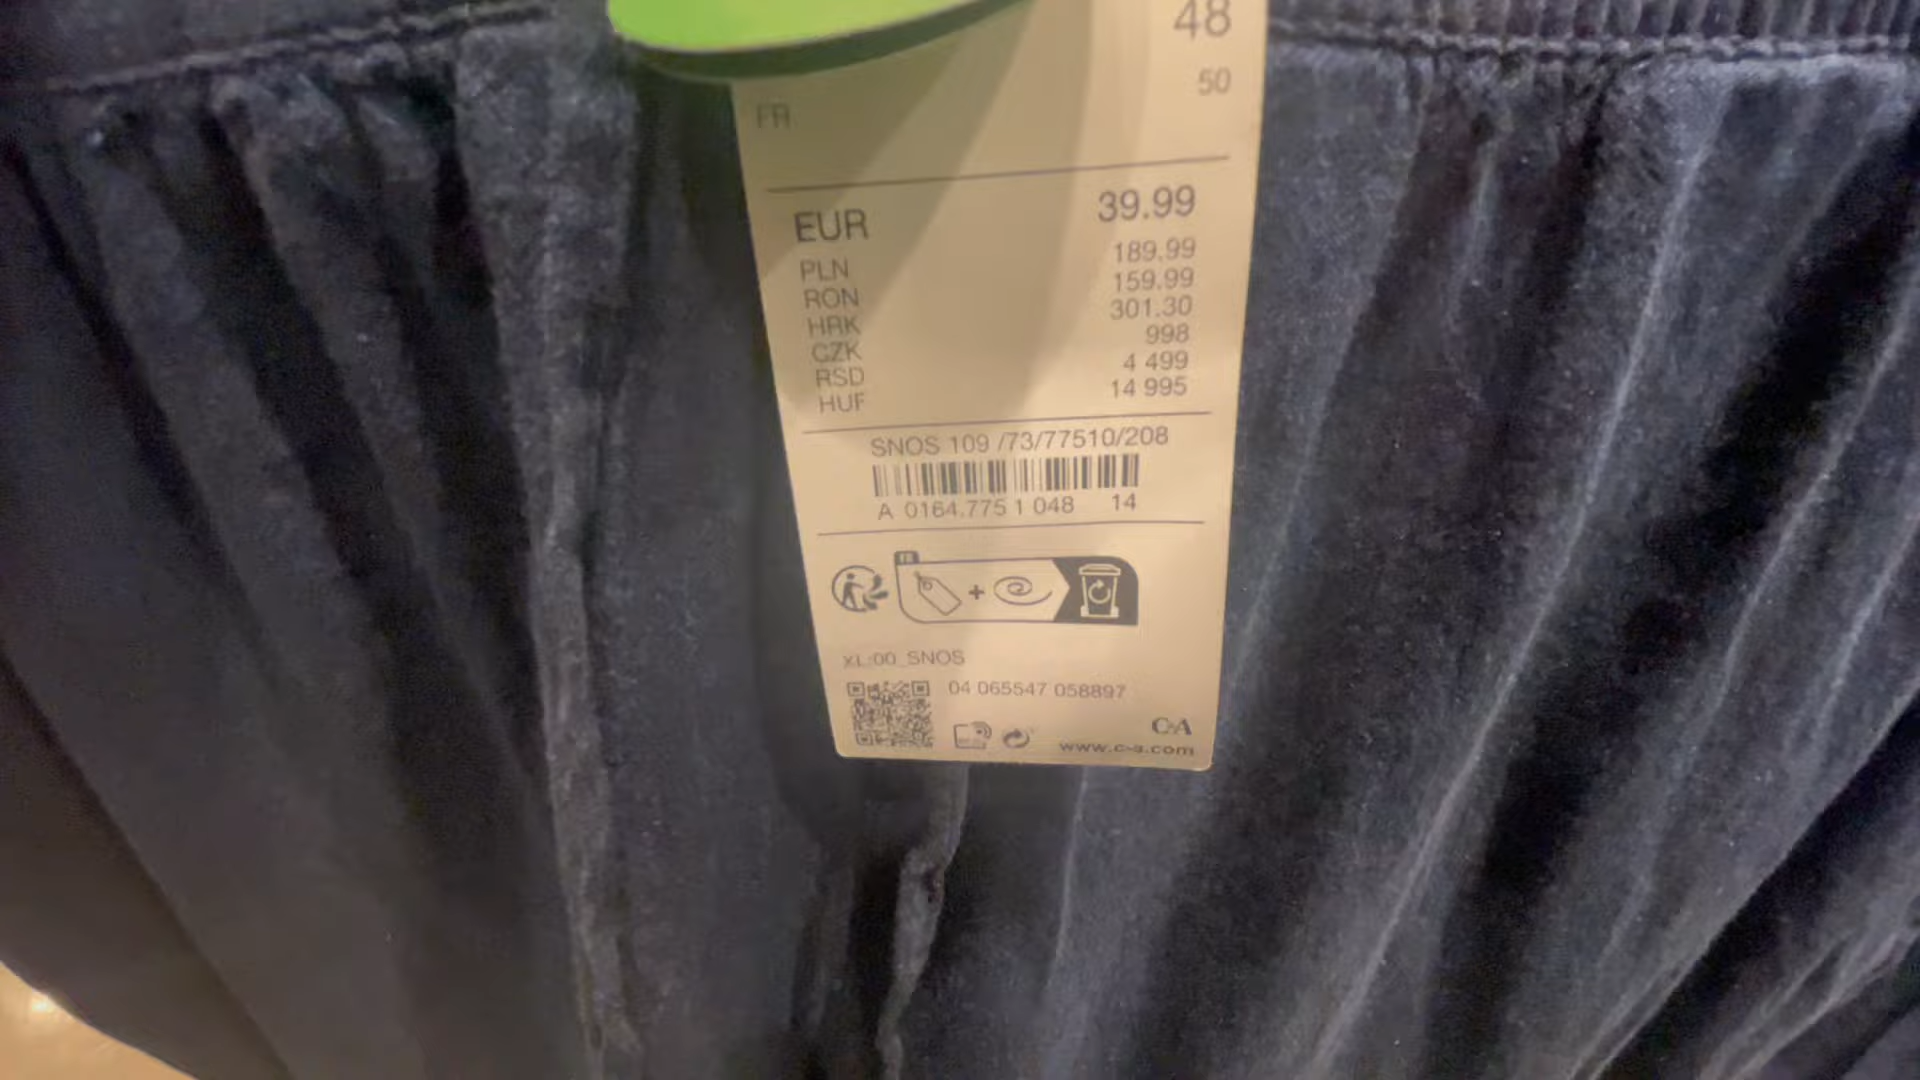 48
FR 50
EUR 39.99
PLN 189.99
RON 159.99
HRK 301.30
CZK 998
RSD 4 499
HUF 14 995
SNOS 109 /73/77510/208
A 0164.775 1 048 14
FR
+
XL:00_SNOS
04 065547 058897
C&A
www.c-a.com